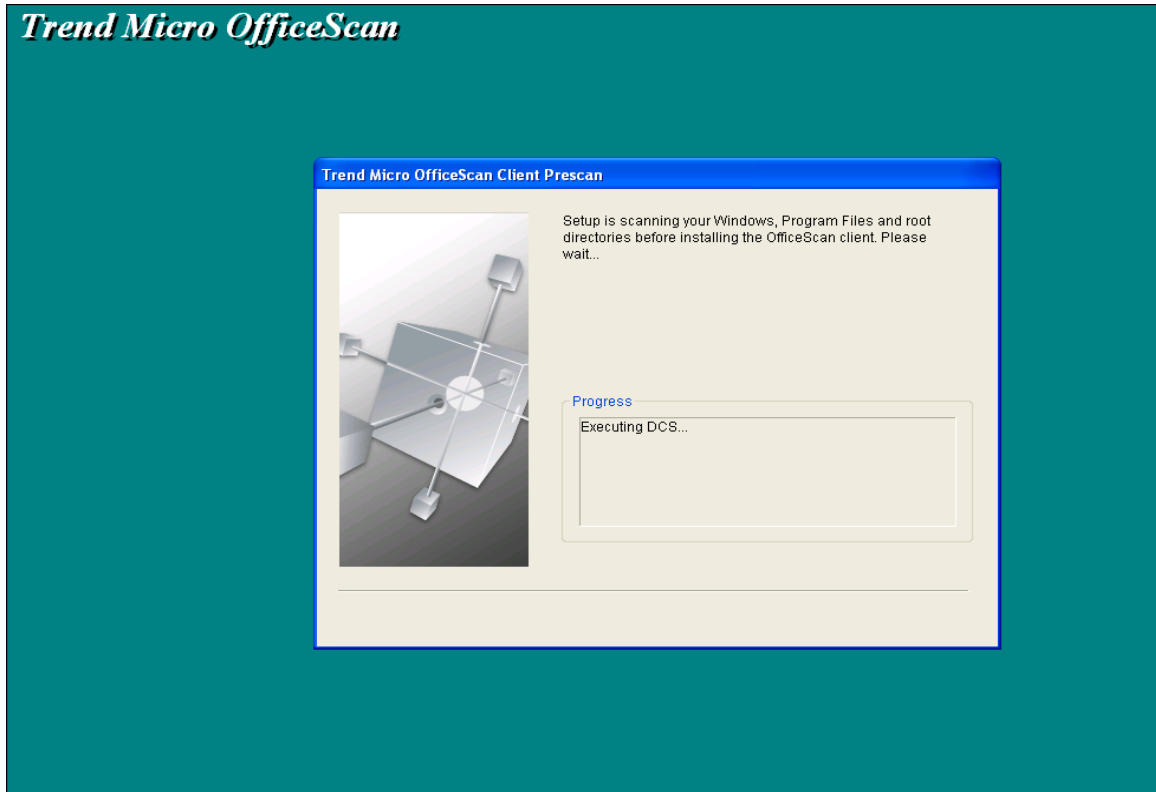 Trend Micro OfficeScan
Trend Micro OfficeScan Client Prescan
Setup is scanning your Windows, Program Files and root
directories before installing the OfficeScan client. Please
wait...
Progress
Executing DCS...